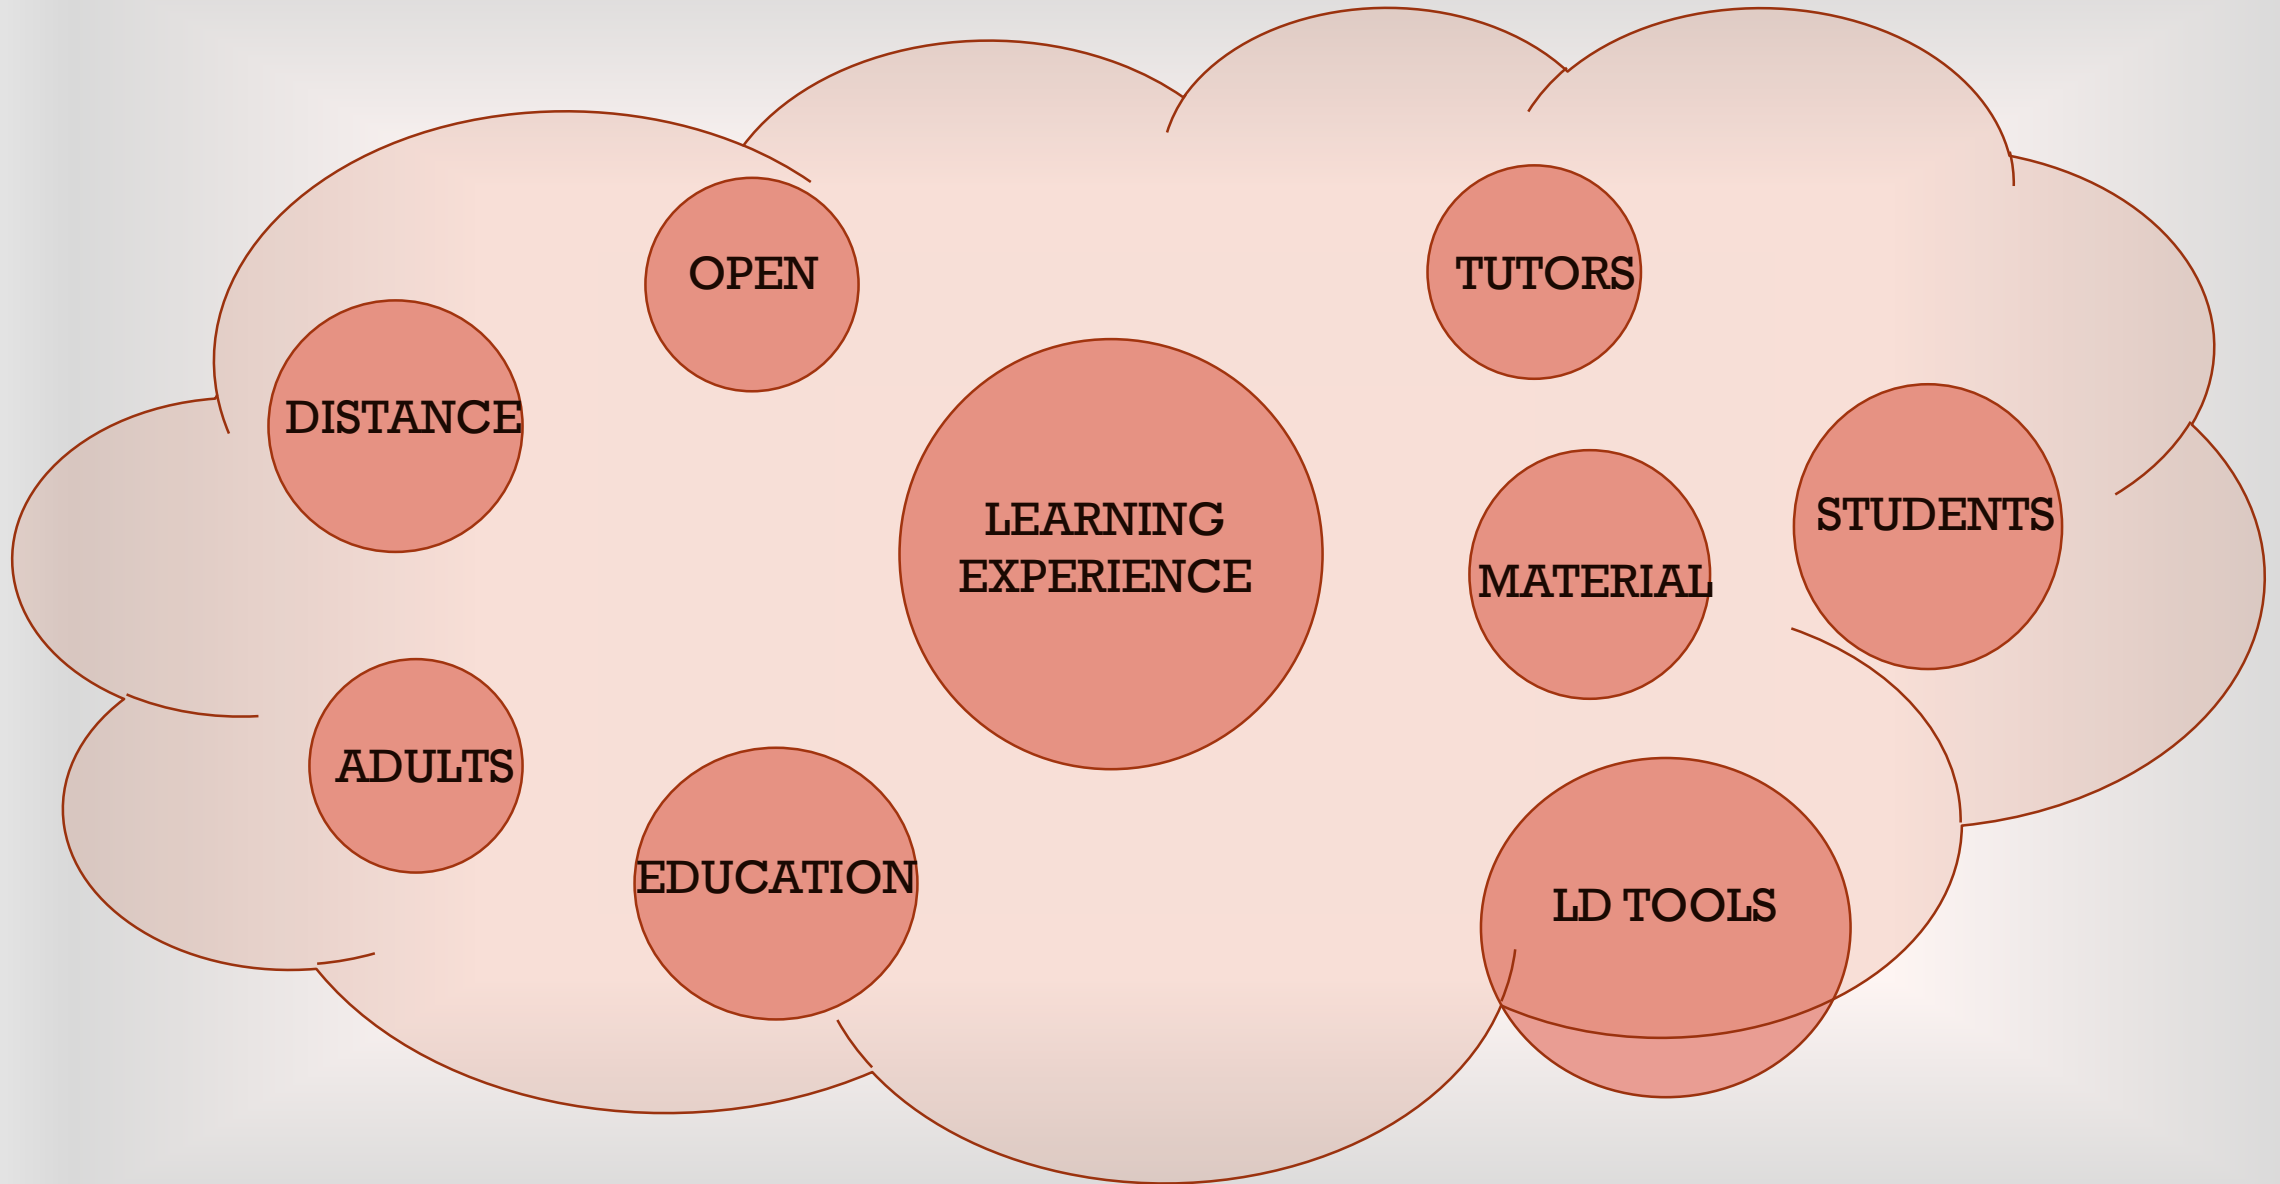 OPEN
TUTORS
DISTANCE
LEARNING
EXPERIENCE
STUDENTS
MATERIAL
ADULTS
EDUCATION
LD TOOLS